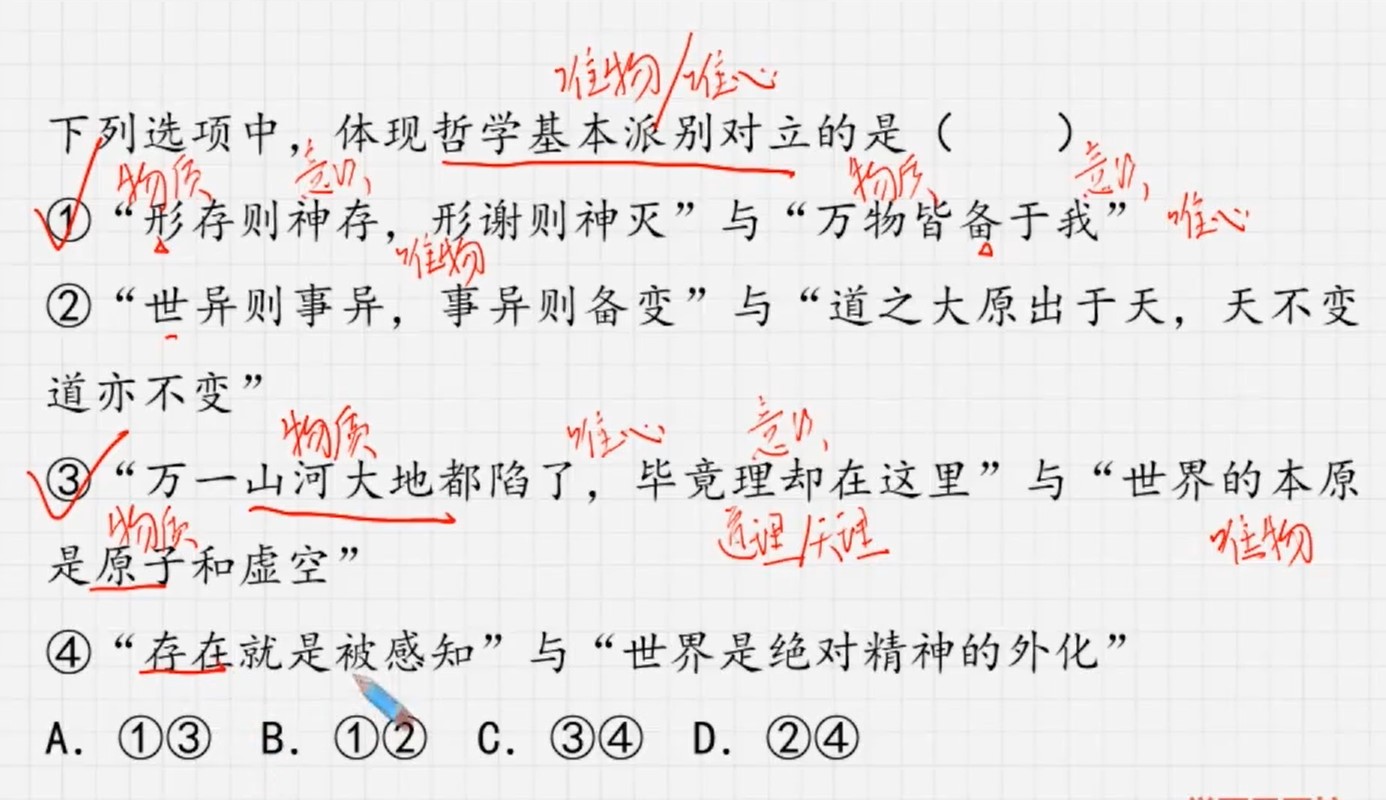 唯物/唯心
下列选项中，体现哲学基本派别对立的是（　　）
物质 意识 物质 意识
①“形存则神存，形谢则神灭”与“万物皆备于我” 唯心
唯物
②“世异则事异，事异则备变”与“道之大原出于天，天不变
道亦不变”
物质 唯心 意识
③“万一山河大地都陷了，毕竟理却在这里”与“世界的本原
物质 道理/天理 唯物
是原子和虚空”
④“存在就是被感知”与“世界是绝对精神的外化”
A. ①③ B. ①② C. ③④ D. ②④